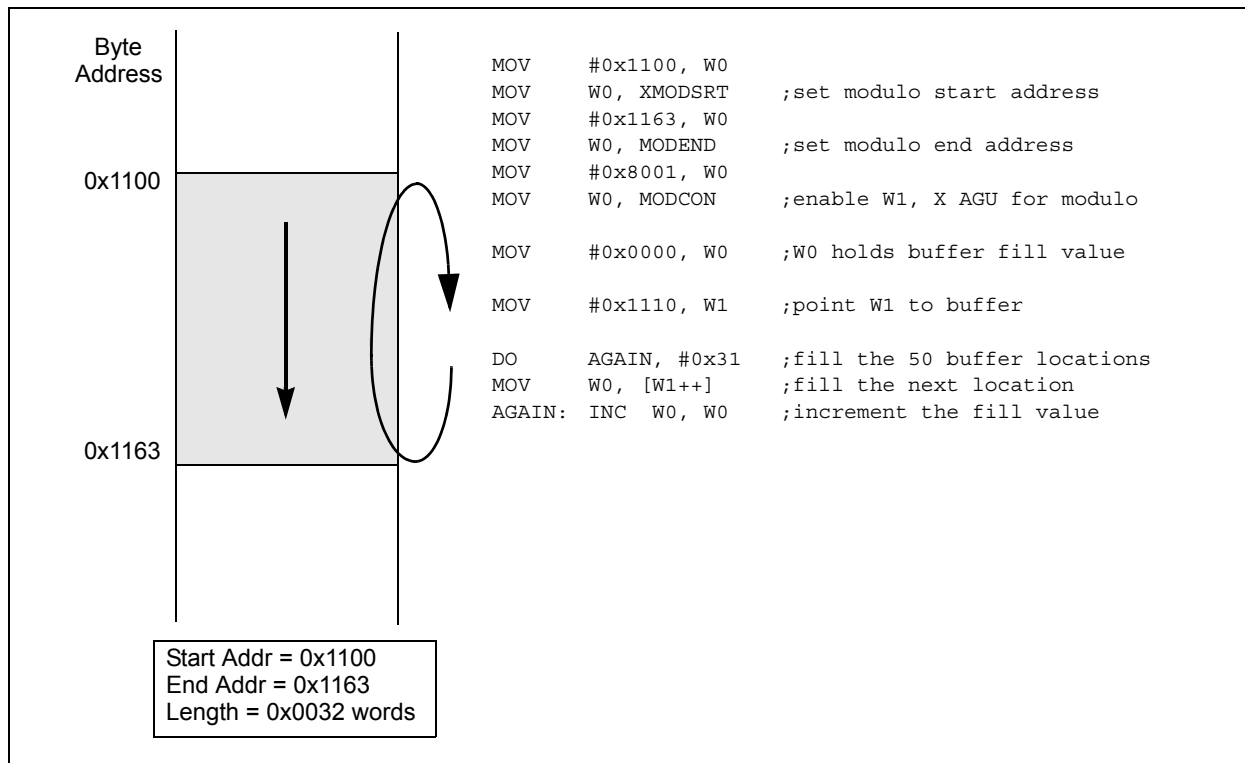 Byte
Address
0x1100
0x1163
MOV #0x1100, W0
MOV W0, XMODSRT ;set modulo start address
MOV #0x1163, W0
MOV W0, MODEND ;set modulo end address
MOV #0x8001, W0
MOV W0, MODCON ;enable W1, X AGU for modulo
MOV #0x0000, W0 ;W0 holds buffer fill value
MOV #0x1110, W1 ;point W1 to buffer
DO AGAIN, #0x31 ;fill the 50 buffer locations
MOV W0, [W1++] ;fill the next location
AGAIN: INC W0, W0 ;increment the fill value
Start Addr = 0x1100
End Addr = 0x1163
Length = 0x0032 words